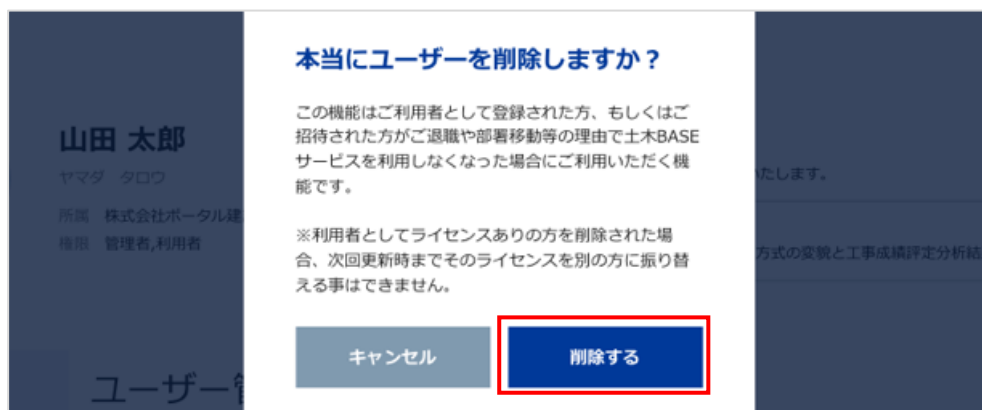 本当にユーザーを削除しますか？
この機能はご利用者として登録された方、もしくはご
招待された方がご退職や部署移動等の理由で土木BASE
サービスを利用しなくなった場合にご利用いただく機
能です。
※利用者としてライセンスありの方を削除された場
合、次回更新時までそのライセンスを別の方に振り替
える事はできません。
キャンセル
削除する
山田 太郎
ヤマダ タロウ
所属 株式会社ポータル建
権限 管理者,利用者
いたします。
方式の変貌と工事成績評定分析結
ユーザー管